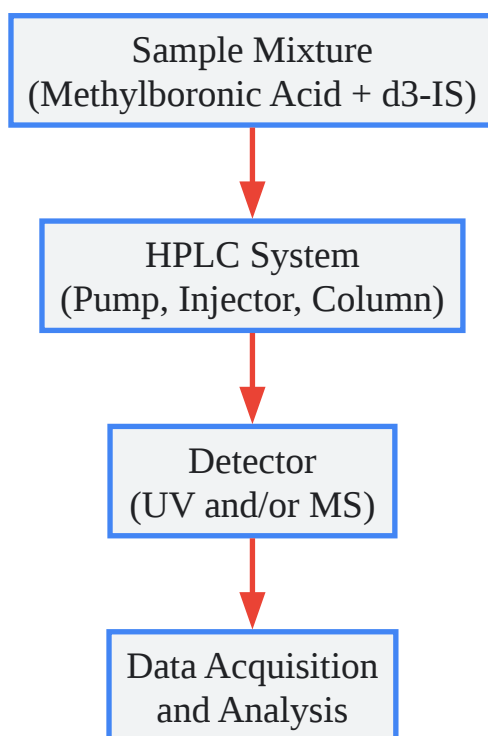 Sample Mixture
(Methylboronic Acid + d3-IS)
HPLC System
(Pump, Injector, Column)
Detector
(UV and/or MS)
Data Acquisition
and Analysis